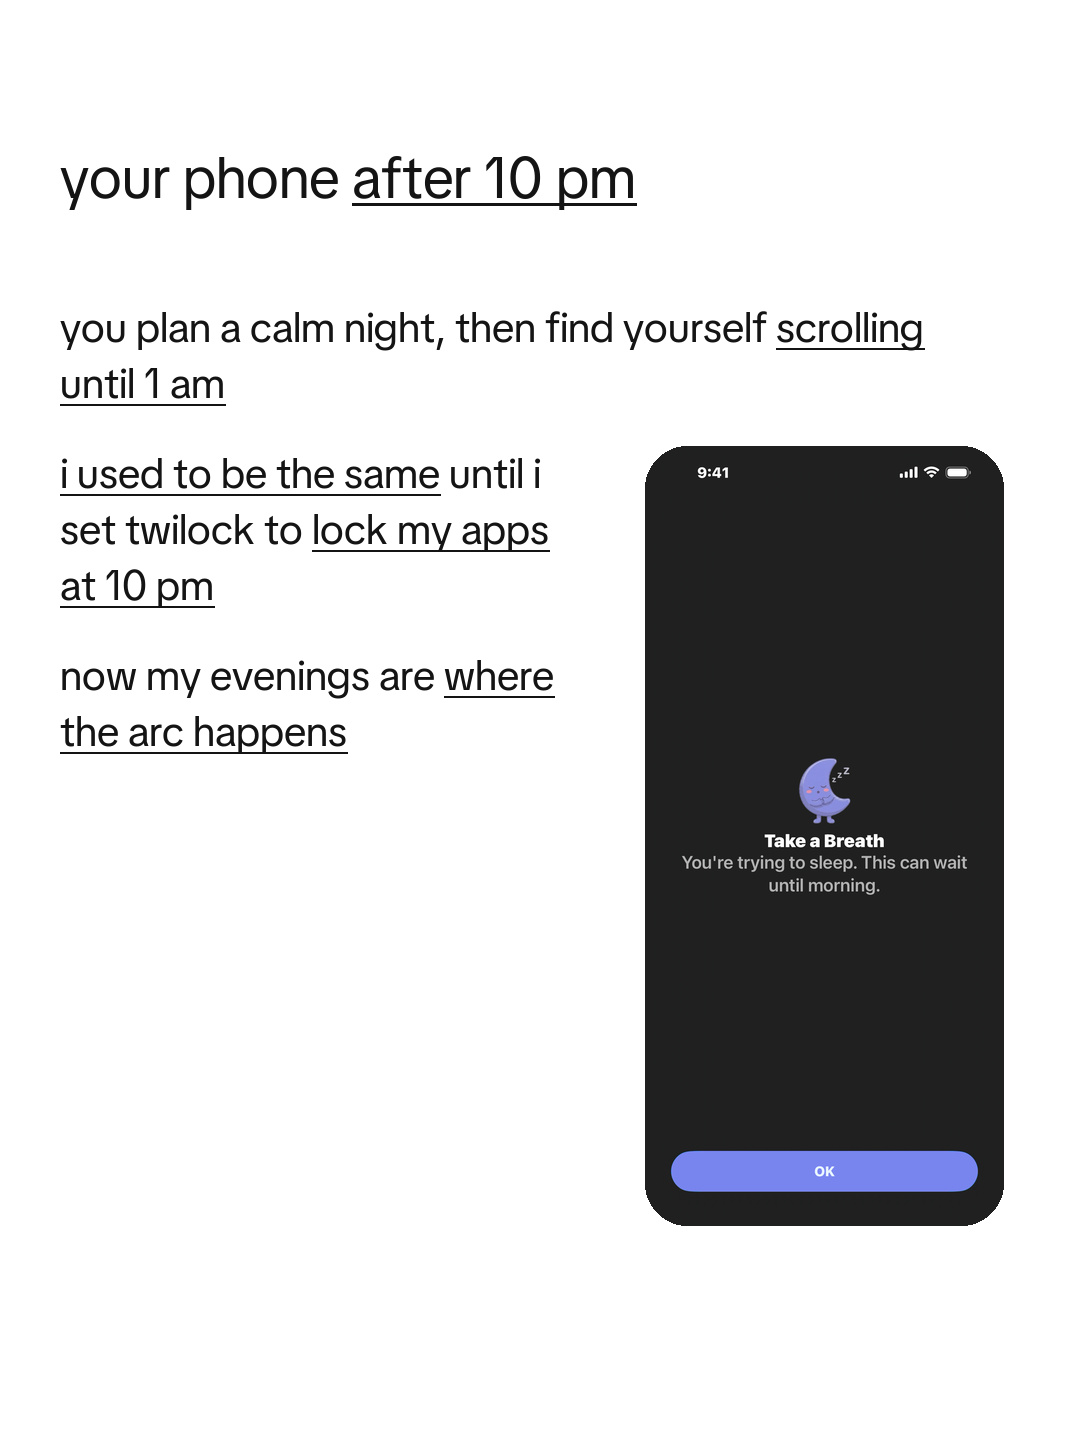 your phone after 10 pm
you plan a calm night, then find yourself scrolling
until 1 am
i used to be the same until i
set twilock to lock my apps
at 10 pm
now my evenings are where
the arc happens
9:41
z z z
Take a Breath
You're trying to sleep. This can wait
until morning.
OK